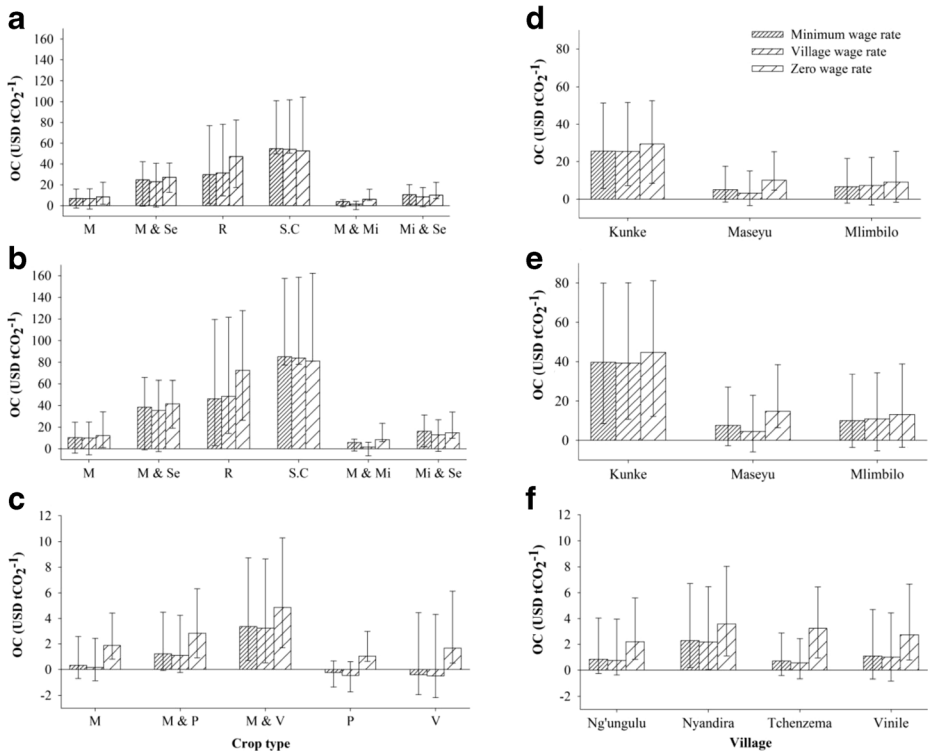 a
OC (USD tCO2-1)
160
140
120
100
80
60
40
20
0
M
M & Se
R
S.C
M & Mi
Mi & Se
b
OC (USD tCO2-1)
160
140
120
100
80
60
40
20
0
M
M & Se
R
S.C
M & Mi
Mi & Se
c
OC (USD tCO2-1)
12
10
8
6
4
2
0
-2
M
M & P
M & V
P
V
Crop type
d
OC (USD tCO2-1)
80
60
40
20
0
Minimum wage rate
Village wage rate
Zero wage rate
Kunke
Maseyu
Mlimbilo
e
OC (USD tCO2-1)
80
60
40
20
0
Kunke
Maseyu
Mlimbilo
f
OC (USD tCO2-1)
12
10
8
6
4
2
0
-2
Ng'ungulu
Nyandira
Tchenzema
Vinile
Village